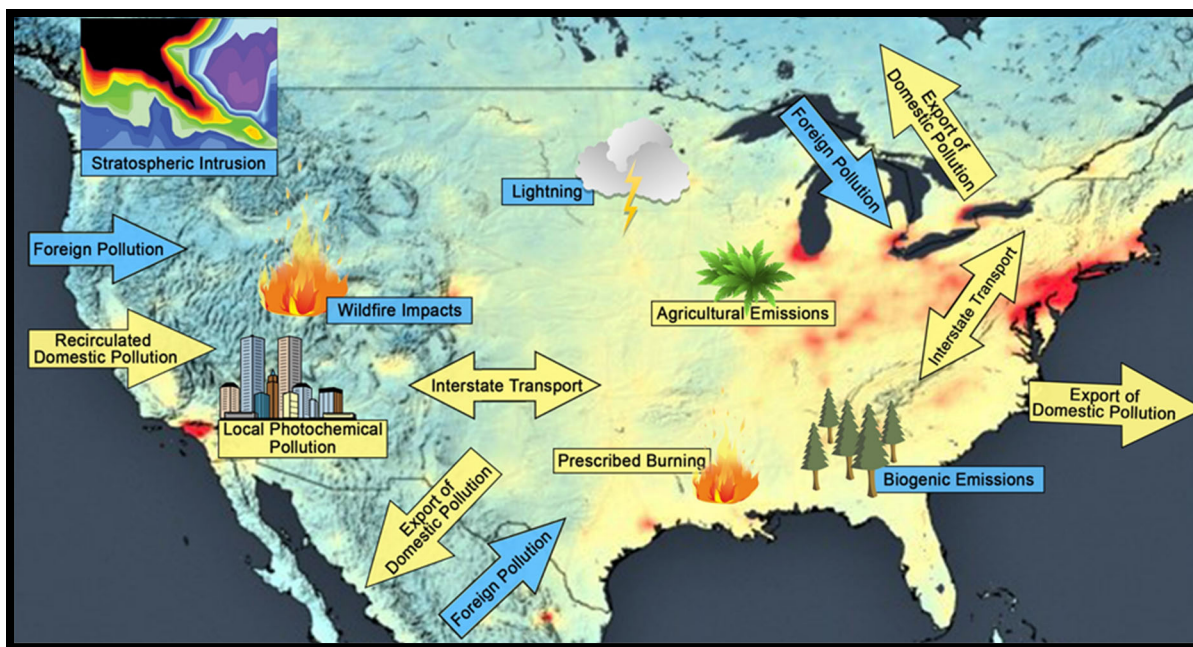 Stratospheric Intrusion
Export of
Domestic Pollution
Foreign Pollution
Lightning
Foreign Pollution
Wildfire Impacts
Agricultural Emissions
Interstate Transport
Recirculated
Domestic Pollution
Interstate Transport
Export of
Domestic Pollution
Local Photochemical
Pollution
Prescribed Burning
Biogenic Emissions
Export of
Domestic Pollution
Foreign Pollution